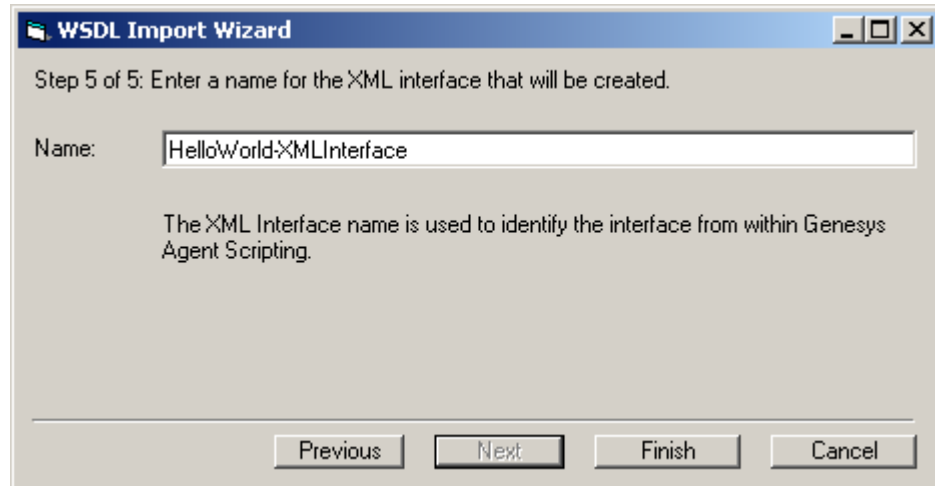 WSDL Import Wizard
Step 5 of 5: Enter a name for the XML interface that will be created.
Name: HelloWorld-XMLInterface
The XML Interface name is used to identify the interface from within Genesys
Agent Scripting.
Previous Next Finish Cancel